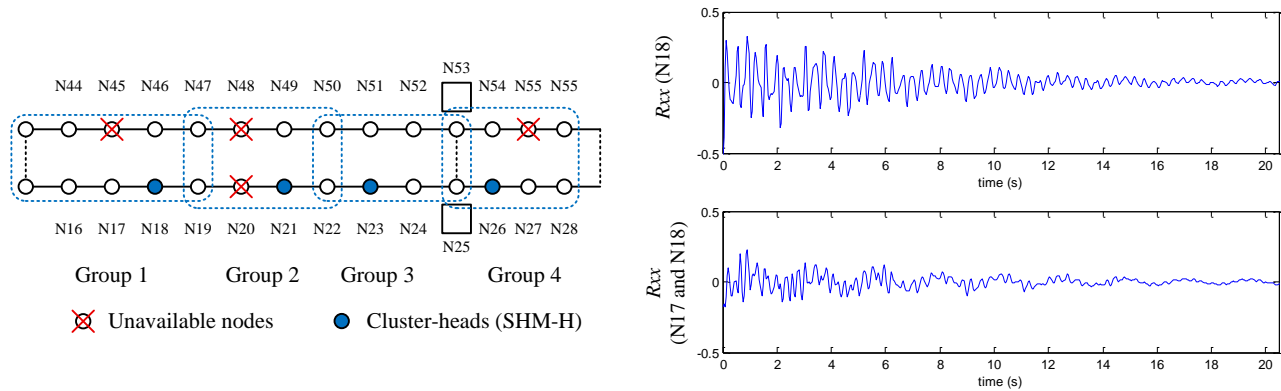 N53
N44 N45 N46 N47 N48 N49 N50 N51 N52 N54 N55 N55
N16 N17 N18 N19 N20 N21 N22 N23 N24 N26 N27 N28
N25
Group 1 Group 2 Group 3 Group 4
Unavailable nodes Cluster-heads (SHM-H)
Rxx (N18)
0.5
0
-0.5
0 2 4 6 8 10 12 14 16 18 20
time (s)
Rxx
(N17 and N18)
0.5
0
-0.5
0 2 4 6 8 10 12 14 16 18 20
time (s)